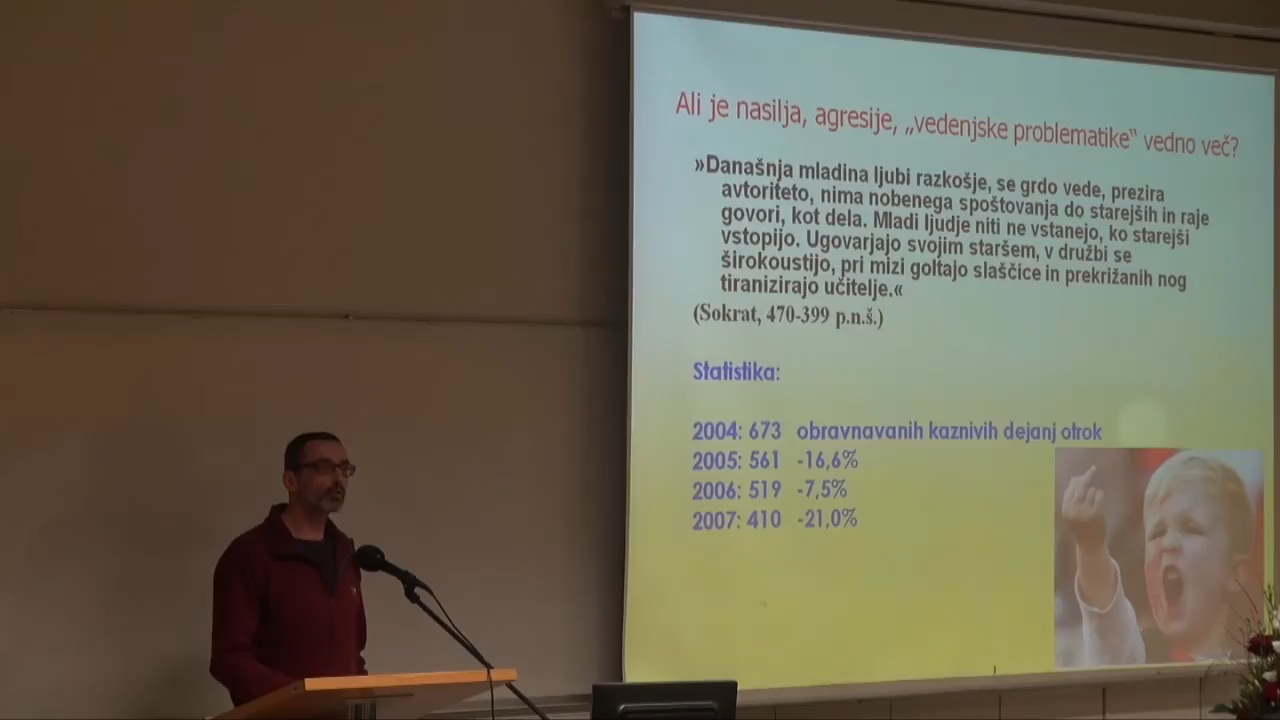 Ali je nasilja, agresije, „vedenjske problematike“ vedno več?
»Današnja mladina ljubi razkošje, se grdo vede, prezira
avtoriteto, nima nobenega spoštovanja do starejših in raje
govori, kot dela. Mladi ljudje niti ne vstanejo, ko starejši
vstopijo. Ugovarjajo svojim staršem, v družbi se
širokoustijo, pri mizi goltajo slaščice in prekrižanih nog
tiranizirajo učitelje.«
(Sokrat, 470-399 p.n.š.)
Statistika:
2004: 673 obravnavanih kaznivih dejanj otrok
2005: 561 -16,6%
2006: 519 -7,5%
2007: 410 -21,0%